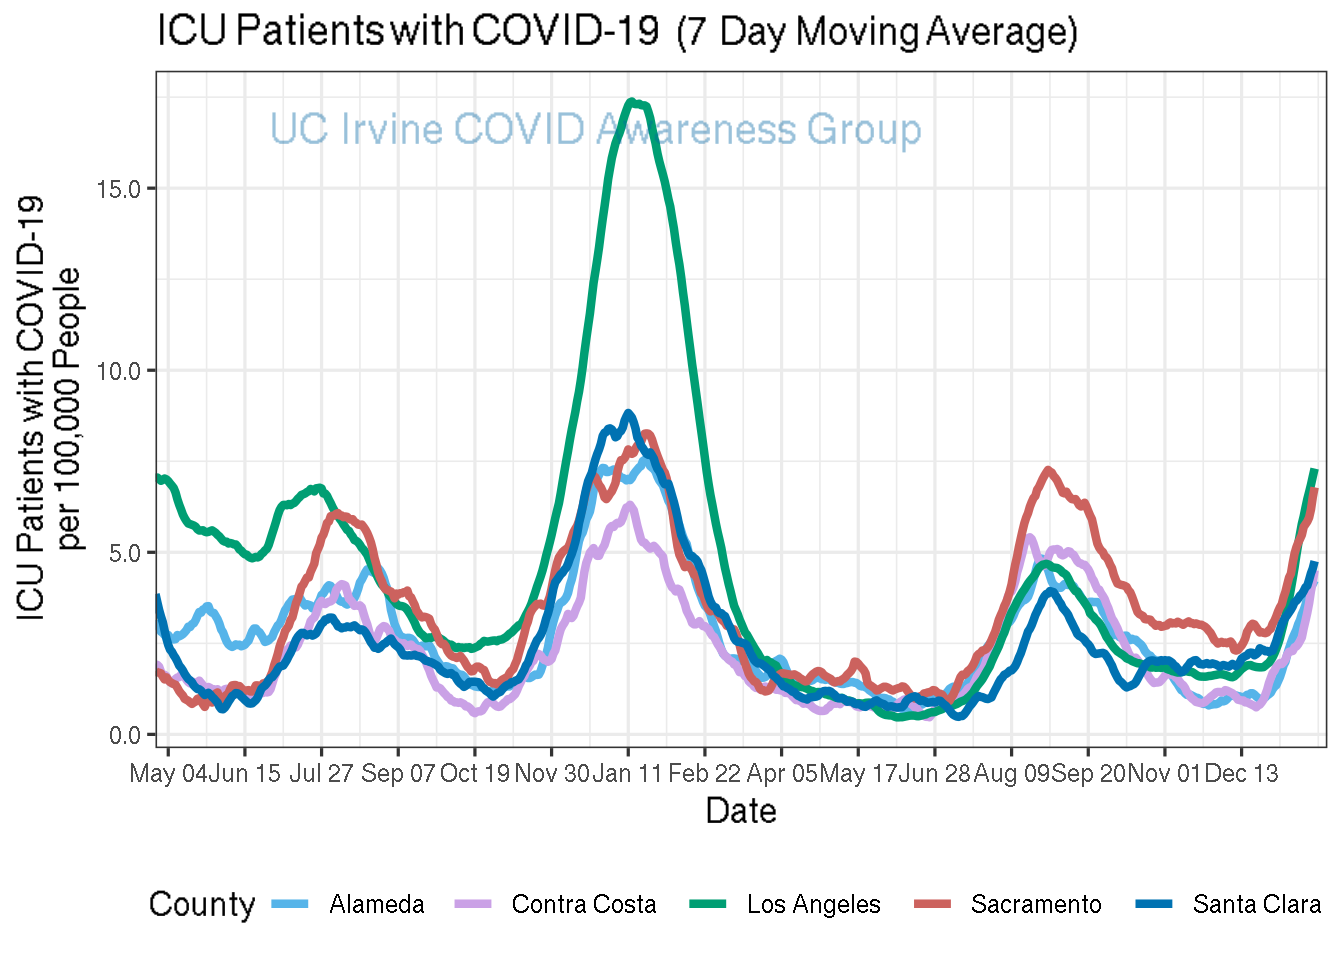 ICU Patients with COVID-19 (7 Day Moving Average)
UC Irvine COVID Awareness Group
ICU Patients with COVID-19
per 100,000 People
15.0
10.0
5.0
0.0
May 04 Jun 15 Jul 27 Sep 07 Oct 19 Nov 30 Jan 11 Feb 22 Apr 05 May 17 Jun 28 Aug 09 Sep 20 Nov 01 Dec 13
Date
County Alameda Contra Costa Los Angeles Sacramento Santa Clara